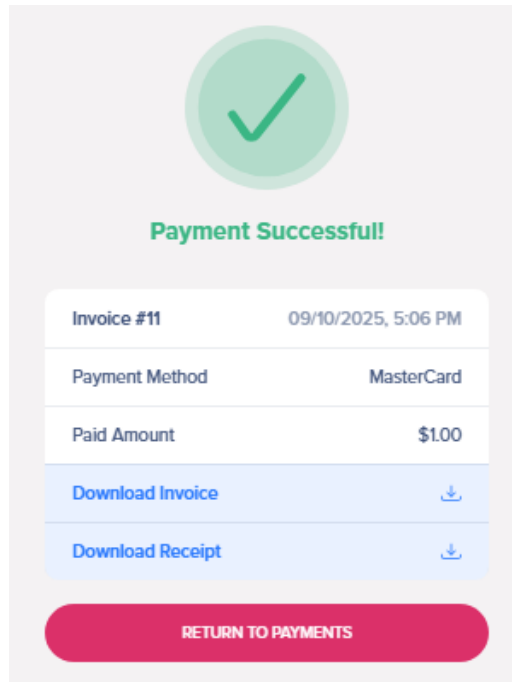 Payment Successful!
Invoice #11 09/10/2025, 5:06 PM
Payment Method MasterCard
Paid Amount $1.00
Download Invoice
Download Receipt
RETURN TO PAYMENTS